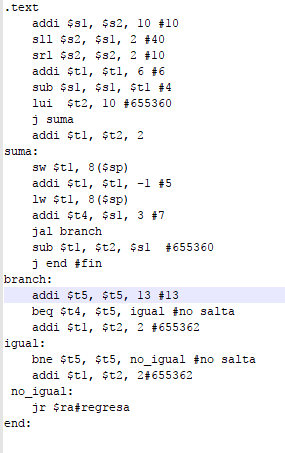 .text
addi $s1, $s2, 10 #10
sll $s2, $s1, 2 #40
srl $s2, $s2, 2 #10
addi $t1, $t1, 6 #6
sub $s1, $s1, $t1 #4
lui $t2, 10 #655360
j suma
addi $t1, $t2, 2
suma:
sw $t1, 8($sp)
addi $t1, $t1, -1 #5
lw $t1, 8($sp)
addi $t4, $s1, 3 #7
jal branch
sub $t1, $t2, $s1 #655360
j end #fin
branch:
addi $t5, $t5, 13 #13
beq $t4, $t5, igual #no salta
addi $t1, $t2, 2 #655362
igual:
bne $t5, $t5, no_igual #no salta
addi $t1, $t2, 2#655362
no_igual:
jr $ra#regresa
end: